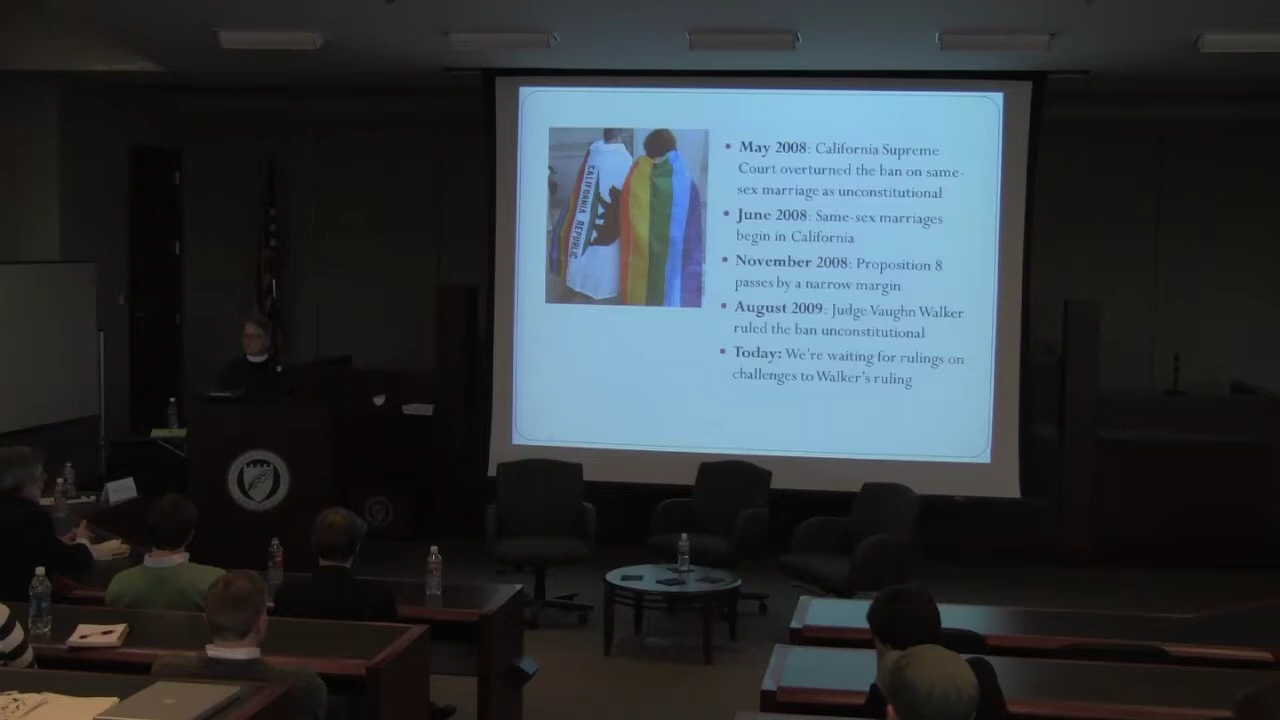 CALIFORNIA REPUBLIC
• May 2008: California Supreme
Court overturned the ban on same-
sex marriage as unconstitutional
• June 2008: Same-sex marriages
begin in California
• November 2008: Proposition 8
passes by a narrow margin
• August 2009: Judge Vaughn Walker
ruled the ban unconstitutional
• Today: We're waiting for rulings on
challenges to Walker's ruling